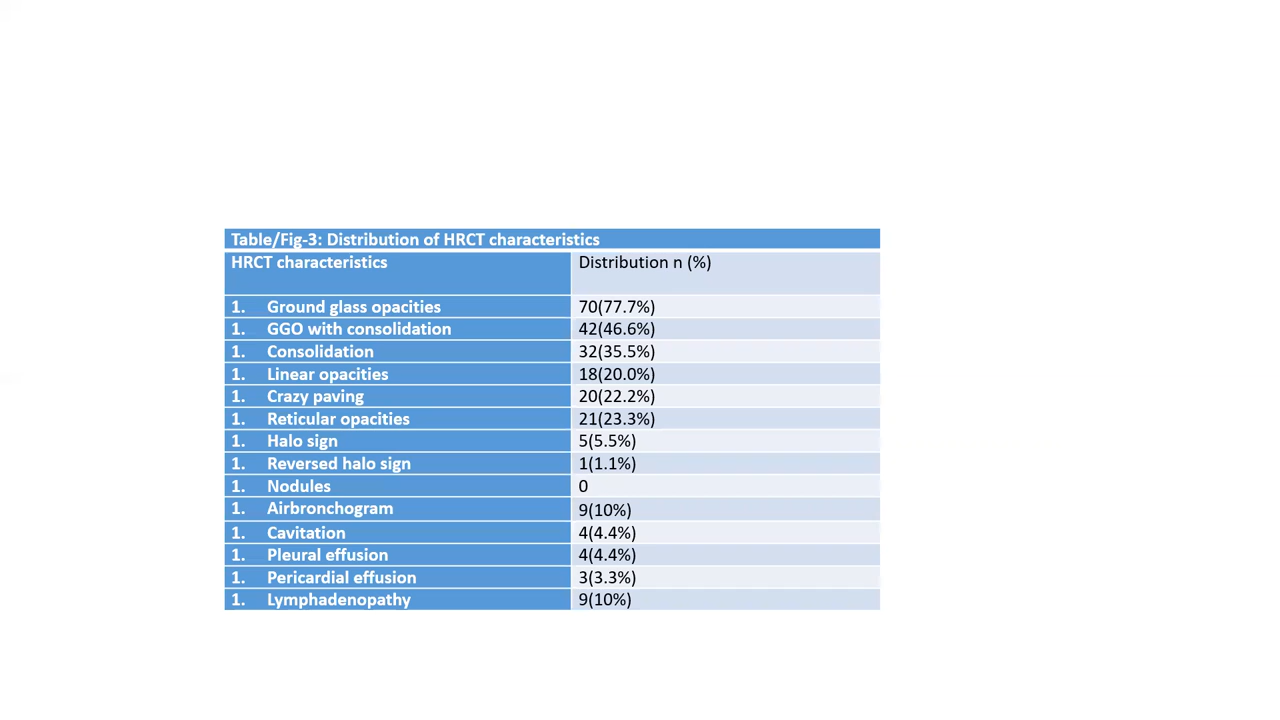 Table/Fig-3: Distribution of HRCT characteristics
HRCT characteristics Distribution n (%)
1. Ground glass opacities 70(77.7%)
1. GGO with consolidation 42(46.6%)
1. Consolidation 32(35.5%)
1. Linear opacities 18(20.0%)
1. Crazy paving 20(22.2%)
1. Reticular opacities 21(23.3%)
1. Halo sign 5(5.5%)
1. Reversed halo sign 1(1.1%)
1. Nodules 0
1. Airbronchogram 9(10%)
1. Cavitation 4(4.4%)
1. Pleural effusion 4(4.4%)
1. Pericardial effusion 3(3.3%)
1. Lymphadenopathy 9(10%)